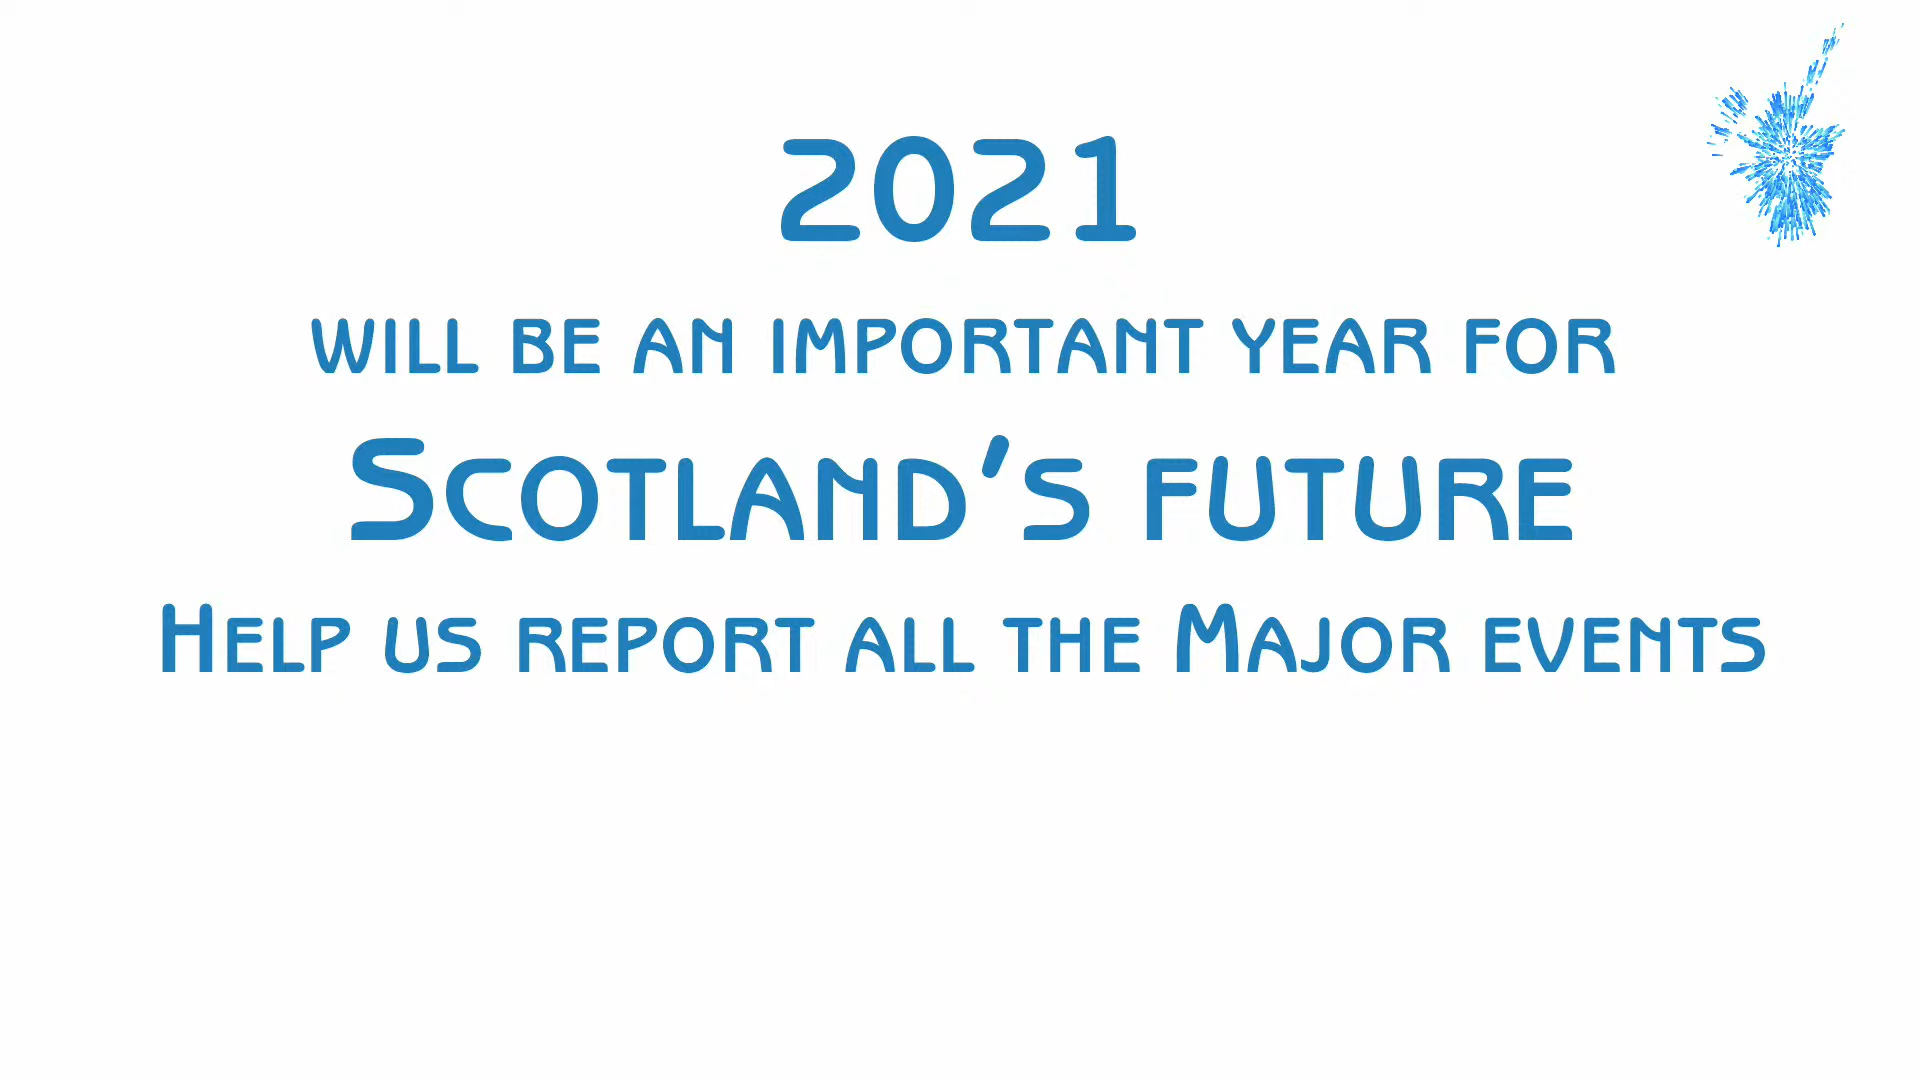 2021
will be an important year for
Scotland's future
Help us report all the Major events